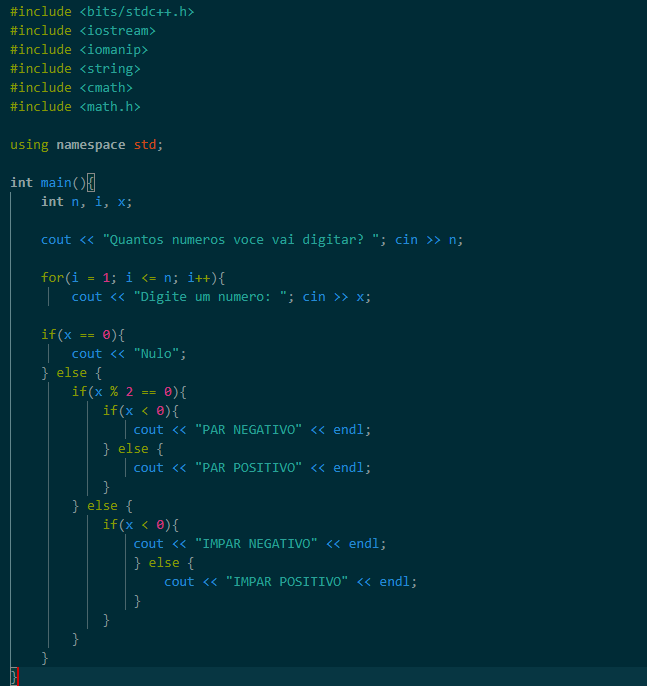 #include <bits/stdc++.h>
#include <iostream>
#include <iomanip>
#include <string>
#include <cmath>
#include <math.h>

using namespace std;

int main(){
    int n, i, x;

    cout << "Quantos numeros voce vai digitar? "; cin >> n;

    for(i = 1; i <= n; i++){
        cout << "Digite um numero: "; cin >> x;

    if(x == 0){
        cout << "Nulo";
    } else {
        if(x % 2 == 0){
            if(x < 0){
                cout << "PAR NEGATIVO" << endl;
            } else {
                cout << "PAR POSITIVO" << endl;
            }
        } else {
            if(x < 0){
                cout << "IMPAR NEGATIVO" << endl;
                } else {
                    cout << "IMPAR POSITIVO" << endl;
                }
            }
        }
    }
}